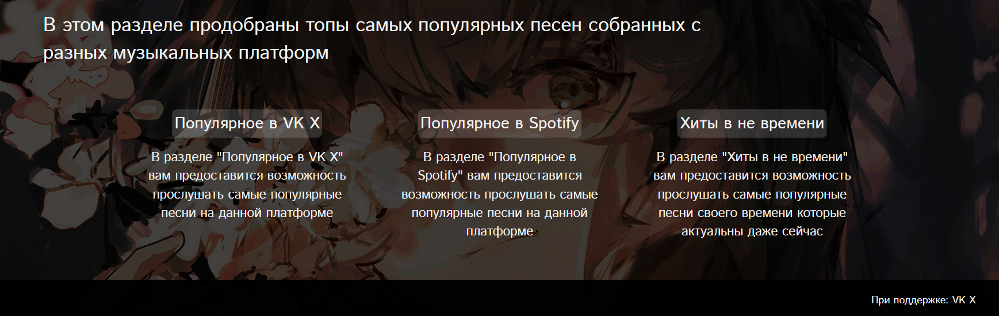 В этом разделе продобраны топы самых популярных песен собранных с
разных музыкальных платформ
Популярное в VK X
В разделе "Популярное в VK X"
вам предоставится возможность
прослушать самые популярные
песни на данной платформе
Популярное в Spotify
В разделе "Популярное в
Spotify" вам предоставится
возможность прослушать самые
популярные песни на данной
платформе
Хиты в не времени
В разделе "Хиты в не времени"
вам предоставится возможность
прослушать самые популярные
песни своего времени которые
актуальны даже сейчас
При поддержке: VK X